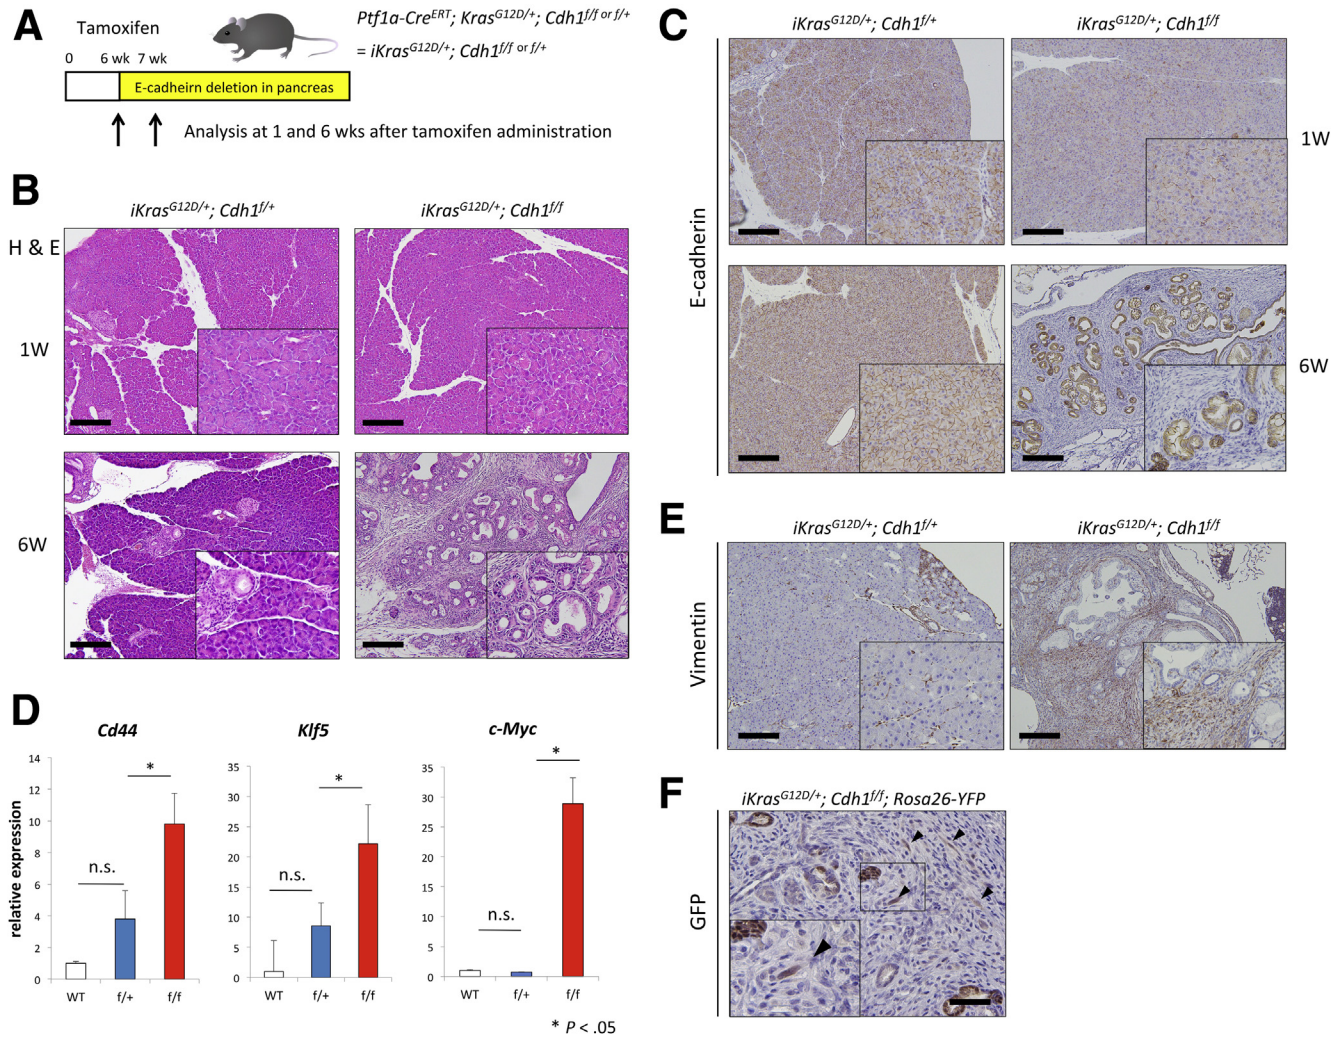 A
Tamoxifen
0 6 wk 7 wk
E-cadheirn deletion in pancreas
Ptf1a-CreERT; KrasG12D/+; Cdh1f/f or f/+
= iKrasG12D/+; Cdh1f/f or f/+
Analysis at 1 and 6 wks after tamoxifen administration
B
iKrasG12D/+; Cdh1f/+ iKrasG12D/+; Cdh1f/f
H & E
1W
6W
C
iKrasG12D/+; Cdh1f/+ iKrasG12D/+; Cdh1f/f
E-cadherin
1W
6W
D
Cd44 Klf5 c-Myc
relative expression
14
12
10
8
6
4
2
0
*
n.s.
WT f/+ f/f
35
30
25
20
15
10
5
0
*
n.s.
WT f/+ f/f
35
30
25
20
15
10
5
0
*
n.s.
WT f/+ f/f
* P < .05
E
iKrasG12D/+; Cdh1f/+ iKrasG12D/+; Cdh1f/f
Vimentin
F
iKrasG12D/+; Cdh1f/f; Rosa26-YFP
GFP